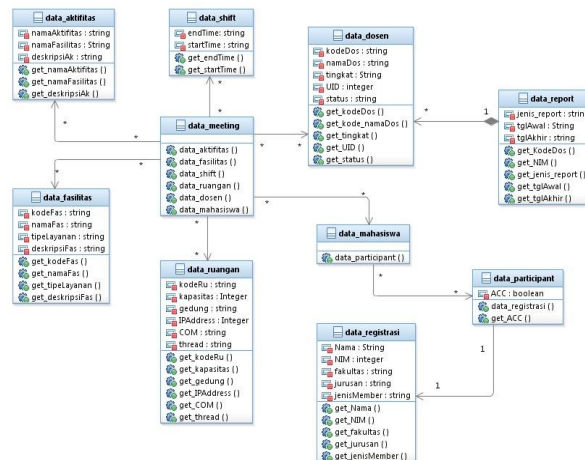 data_aktifitas
namaAktifitas : string
namaFasilitas : string
deskripsiAk : string
get_namaAktifitas ()
get_namaFasilitas ()
get_deskripsiAk ()
data_shift
endTime: string
startTime : string
get_endTime ()
get_startTime ()
data_dosen
kodeDos : string
namaDos : string
tingkat : String
UID : integer
status : string
get_kodeDos ()
get_kode_namaDos ()
get_tingkat ()
get_UID ()
get_status ()
data_report
jenis_report : string
tglAwal : String
tglAkhir : string
get_KodeDos ()
get_NIM ()
get_jenis_report ()
get_tglAwal ()
get_tglAkhir ()
data_meeting
data_aktifitas ()
data_fasilitas ()
data_shift ()
data_ruangan ()
data_dosen ()
data_mahasiswa ()
data_fasilitas
kodeFas : string
namaFas : string
tipeLayanan : string
deskripsiFas : string
get_kodeFas ()
get_namaFas ()
get_tipeLayanan ()
get_deskripsiFas ()
data_ruangan
kodeRu : string
kapasitas : Integer
gedung : string
IPAddress : Integer
COM : string
thread : string
get_kodeRu ()
get_kapasitas ()
get_gedung ()
get_IPAddress ()
get_COM ()
get_thread ()
data_mahasiswa
data_participant ()
data_participant
ACC : boolean
data_registrasi ()
get_ACC ()
data_registrasi
Nama : String
NIM : integer
fakultas : string
jurusan : string
jenisMember : string
get_Nama ()
get_NIM ()
get_fakultas ()
get_jurusan ()
get_jenisMember ()
* *
* *
* *
* *
* *
* *
* *
* 1
1
1